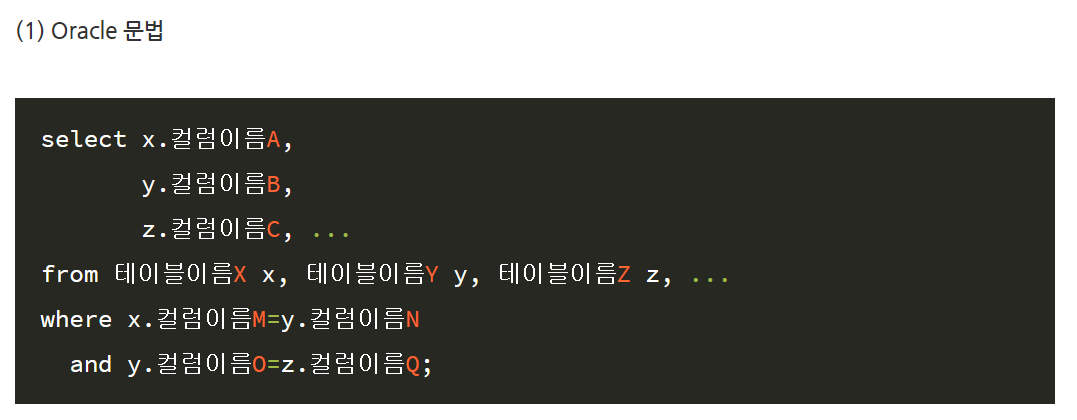 (1) Oracle 문법
select x.컬럼이름A,
y.컬럼이름B,
z.컬럼이름C, ...
from 테이블이름X x, 테이블이름Y y, 테이블이름Z z, ...
where x.컬럼이름M=y.컬럼이름N
and y.컬럼이름O=z.컬럼이름Q;